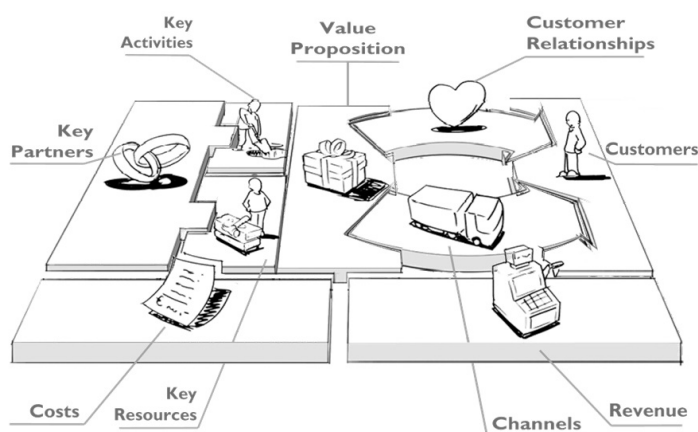 Key
Activities
Value
Proposition
Customer
Relationships
Key
Partners
Customers
Costs
Key
Resources
Channels
Revenue